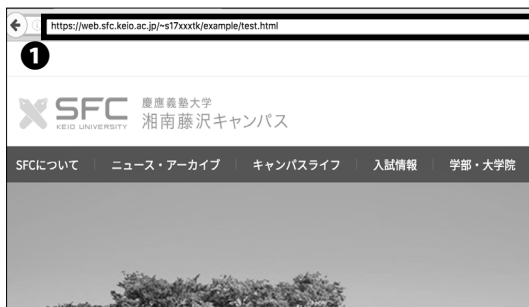 https://web.sfc.keio.ac.jp/~s17xxxtk/example/test.html
1
SFC
KEIO UNIVERSITY
慶應義塾大学
湘南藤沢キャンパス
SFCについて ニュース・アーカイブ キャンパスライフ 入試情報 学部・大学院